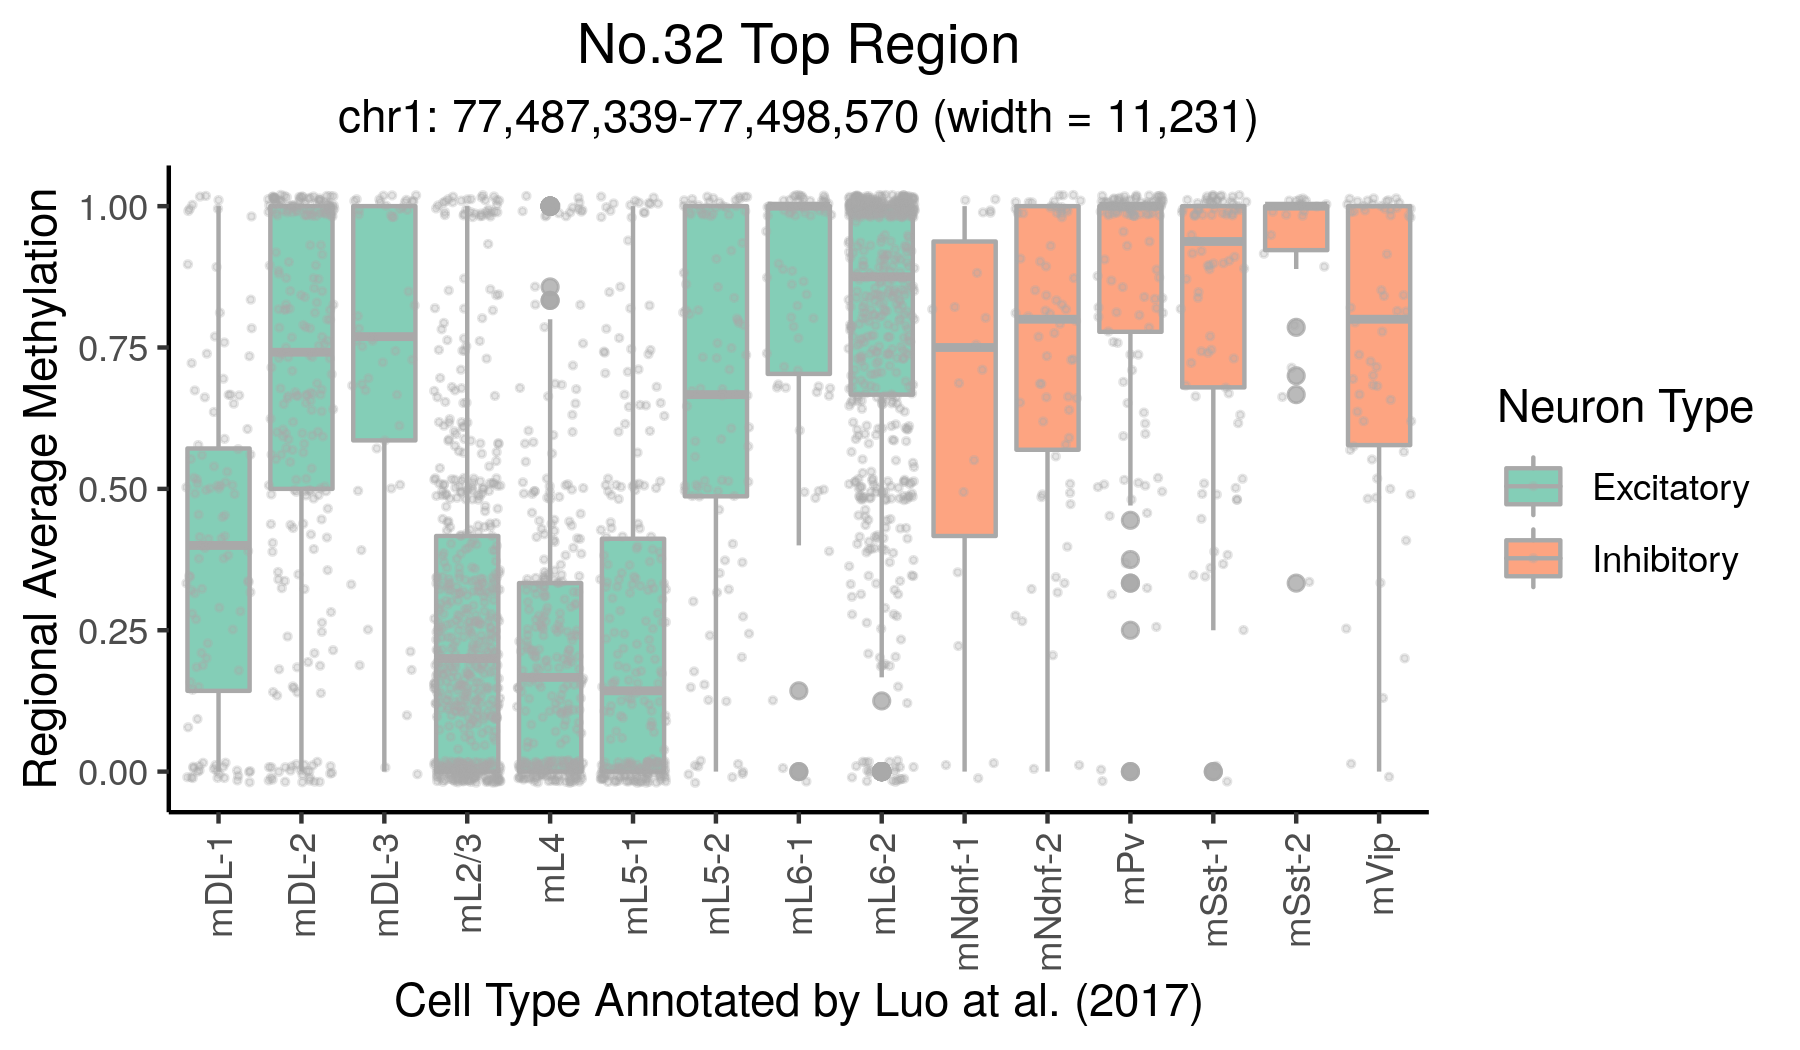 No.32 Top Region
chr1: 77,487,339-77,498,570 (width = 11,231)
Regional Average Methylation
1.00
0.75
0.50
0.25
0.00
mDL-1
mDL-2
mDL-3
mL2/3
mL4
mL5-1
mL5-2
mL6-1
mL6-2
mNdnf-1
mNdnf-2
mPv
mSst-1
mSst-2
mVip
Cell Type Annotated by Luo at al. (2017)
Neuron Type
Excitatory
Inhibitory